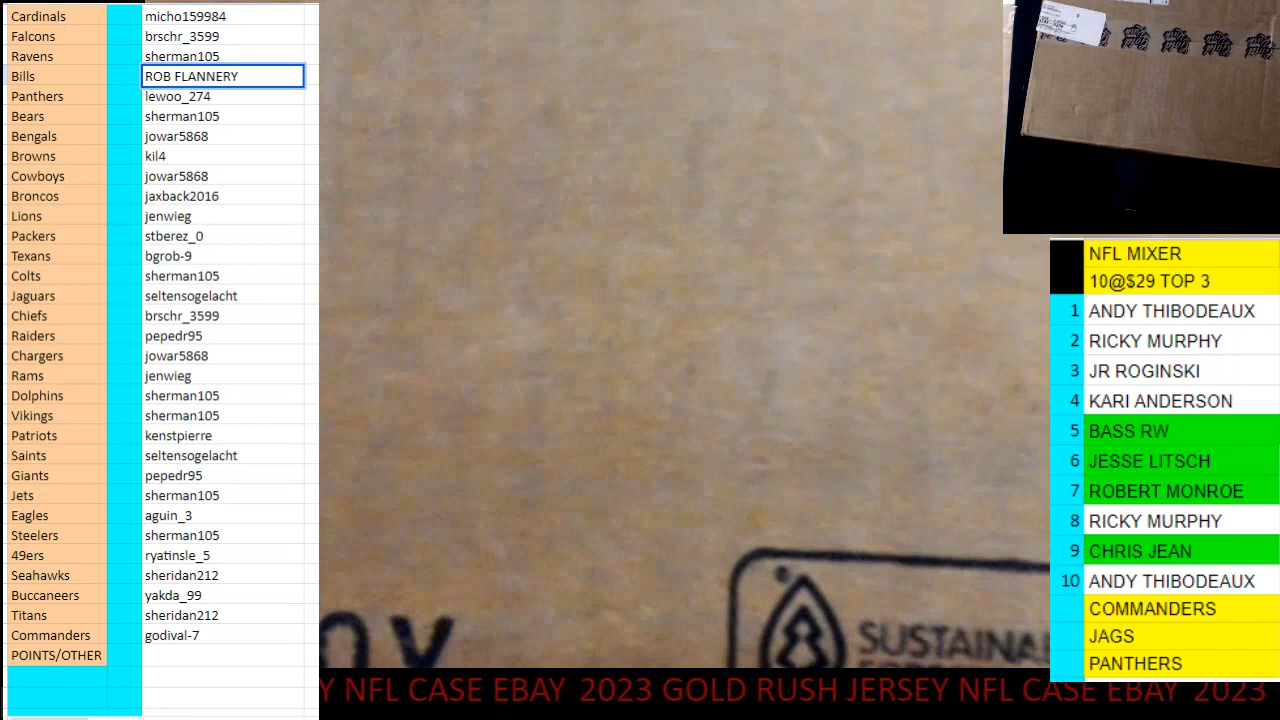 Cardinals micho159984
Falcons brschr_3599
Ravens sherman105
Bills ROB FLANNERY
Panthers lewoo_274
Bears sherman105
Bengals jowar5868
Browns kil4
Cowboys jowar5868
Broncos jaxback2016
Lions jenwieg
Packers stberez_0
Texans bgrob-9
Colts sherman105
Jaguars seltensogelacht
Chiefs brschr_3599
Raiders pepedr95
Chargers jowar5868
Rams jenwieg
Dolphins sherman105
Vikings sherman105
Patriots kenstpierre
Saints seltensogelacht
Giants pepedr95
Jets sherman105
Eagles aguin_3
Steelers sherman105
49ers ryatinsle_5
Seahawks sheridan212
Buccaneers yakda_99
Titans sheridan212
Commanders godival-7
POINTS/OTHER
NFL MIXER
10@$29 TOP 3
1 ANDY THIBODEAUX
2 RICKY MURPHY
3 JR ROGINSKI
4 KARI ANDERSON
5 BASS RW
6 JESSE LITSCH
7 ROBERT MONROE
8 RICKY MURPHY
9 CHRIS JEAN
10 ANDY THIBODEAUX
COMMANDERS
JAGS
PANTHERS
SUSTAINA
Y NFL CASE EBAY 2023 GOLD RUSH JERSEY NFL CASE EBAY 2023